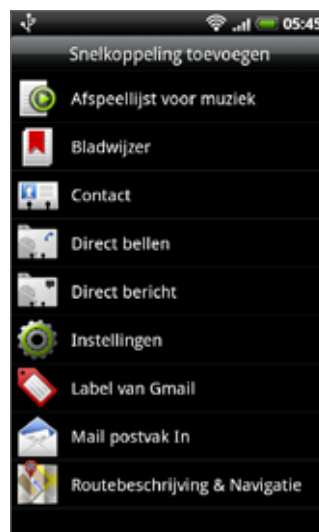 05:45
Snelkoppeling toevoegen
Afspeellijst voor muziek
Bladwijzer
Contact
Direct bellen
Direct bericht
Instellingen
Label van Gmail
Mail postvak In
Routebeschrijving & Navigatie